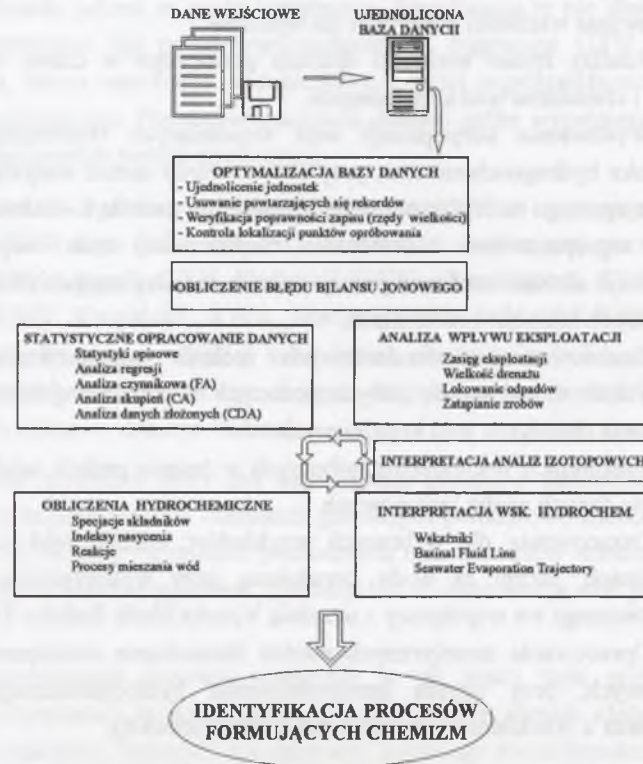 DANE WEJŚCIOWE
UJEDNOLICONA
BAZA DANYCH
OPTYMALIZACJA BAZY DANYCH
- Ujednolicenie jednostek
- Usuwanie powtarzających się rekordów
- Weryfikacja poprawności zapisu (rzędy wielkości)
- Kontrola lokalizacji punktów opróbowania
OBLICZENIE BŁĘDU BILANSU JONOWEGO
STATYSTYCZNE OPRACOWANIE DANYCH
Statystyki opisowe
Analiza regresji
Analiza czynnikowa (FA)
Analiza skupień (CA)
Analiza danych złożonych (CDA)
ANALIZA WPŁYWU EKSPLOATACJI
Zasięg eksploatacji
Wielkość drenażu
Lokowanie odpadów
Zatapianie zrobów
INTERPRETACJA ANALIZ IZOTOPOWYCH
OBLICZENIA HYDROCHEMICZNE
Specjacje składników
Indeksy nasycenia
Reakcje
Procesy mieszania wód
INTERPRETACJA WSK. HYDROCHEM.
Wskaźniki
Basinal Fluid Line
Seawater Evaporation Trajectory
IDENTYFIKACJA PROCESÓW
FORMUJĄCYCH CHEMIZM